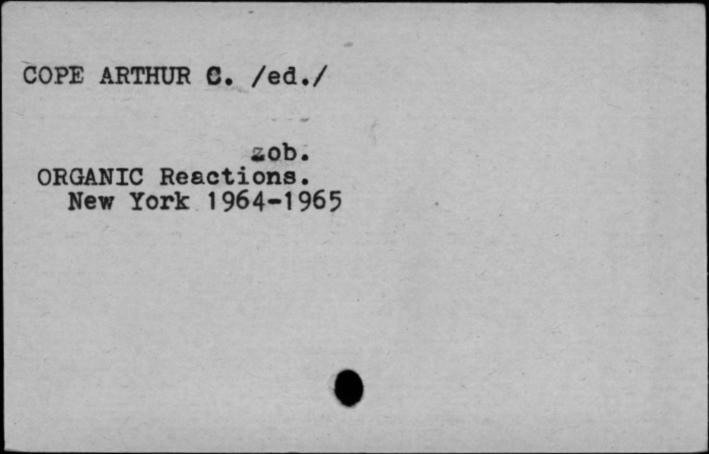 COPE ARTHUR C. /ed./
zob.
ORGANIC Reactions.
New York 1964-1965